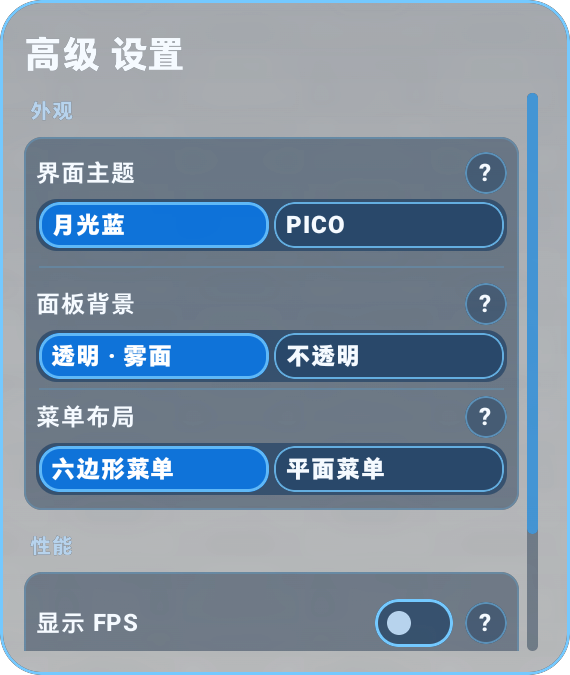 高级 设置
外观
界面主题 ?
月光蓝 PICO
面板背景 ?
透明 · 雾面 不透明
菜单布局 ?
六边形菜单 平面菜单
性能
显示 FPS ?